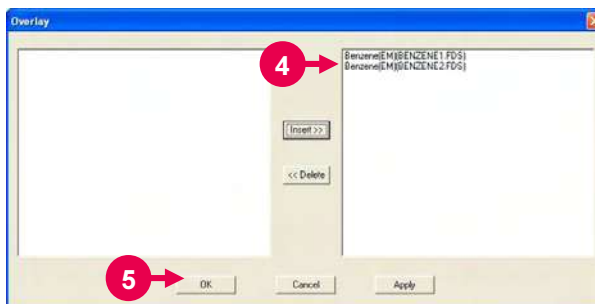 Overlay
4
Benzene(EM)(BENZENE1.FDS)
Benzene(EM)(BENZENE2.FDS)
Insert >>
<< Delete
5
OK
Cancel
Apply